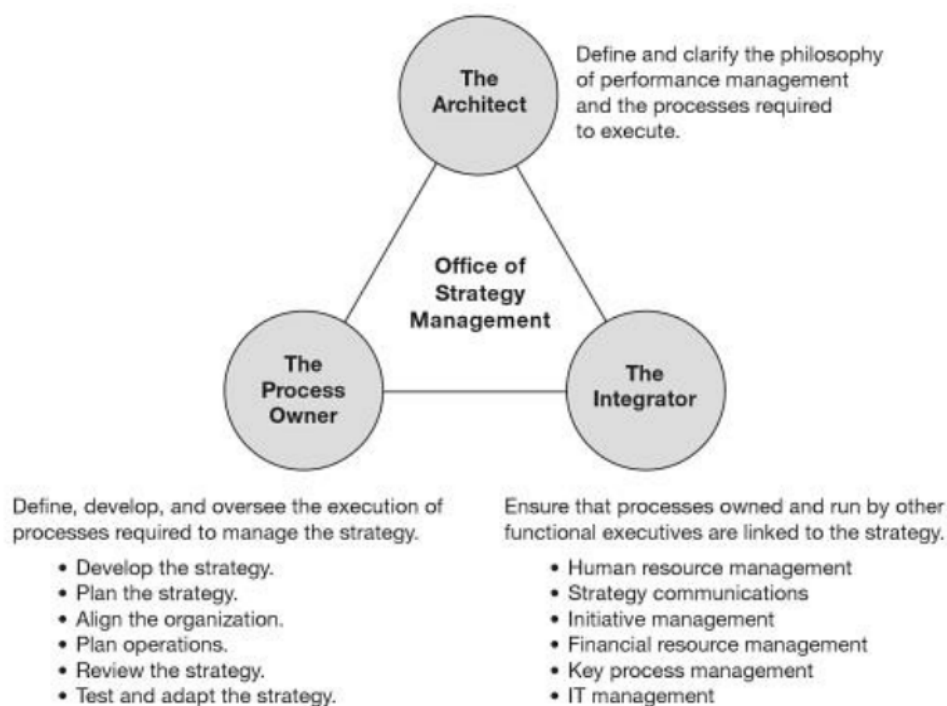 The
Architect
Define and clarify the philosophy
of performance management
and the processes required
to execute.
Office of
Strategy
Management
The
Process
Owner
The
Integrator
Define, develop, and oversee the execution of
processes required to manage the strategy.
• Develop the strategy.
• Plan the strategy.
• Align the organization.
• Plan operations.
• Review the strategy.
• Test and adapt the strategy.
Ensure that processes owned and run by other
functional executives are linked to the strategy.
• Human resource management
• Strategy communications
• Initiative management
• Financial resource management
• Key process management
• IT management